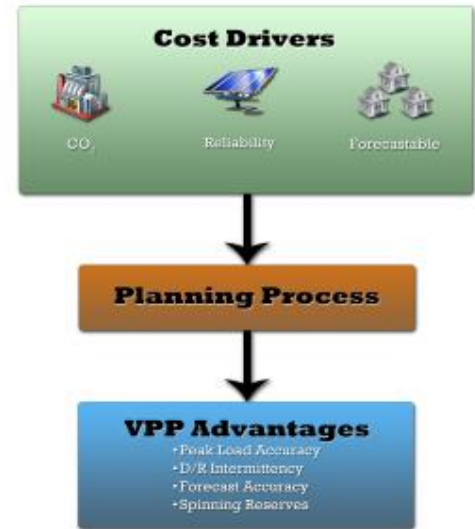 Cost Drivers
CO₂
Reliability
Forecastable
Planning Process
VPP Advantages
•Peak Load Accuracy
•D/R Intermittency
•Forecast Accuracy
•Spinning Reserves